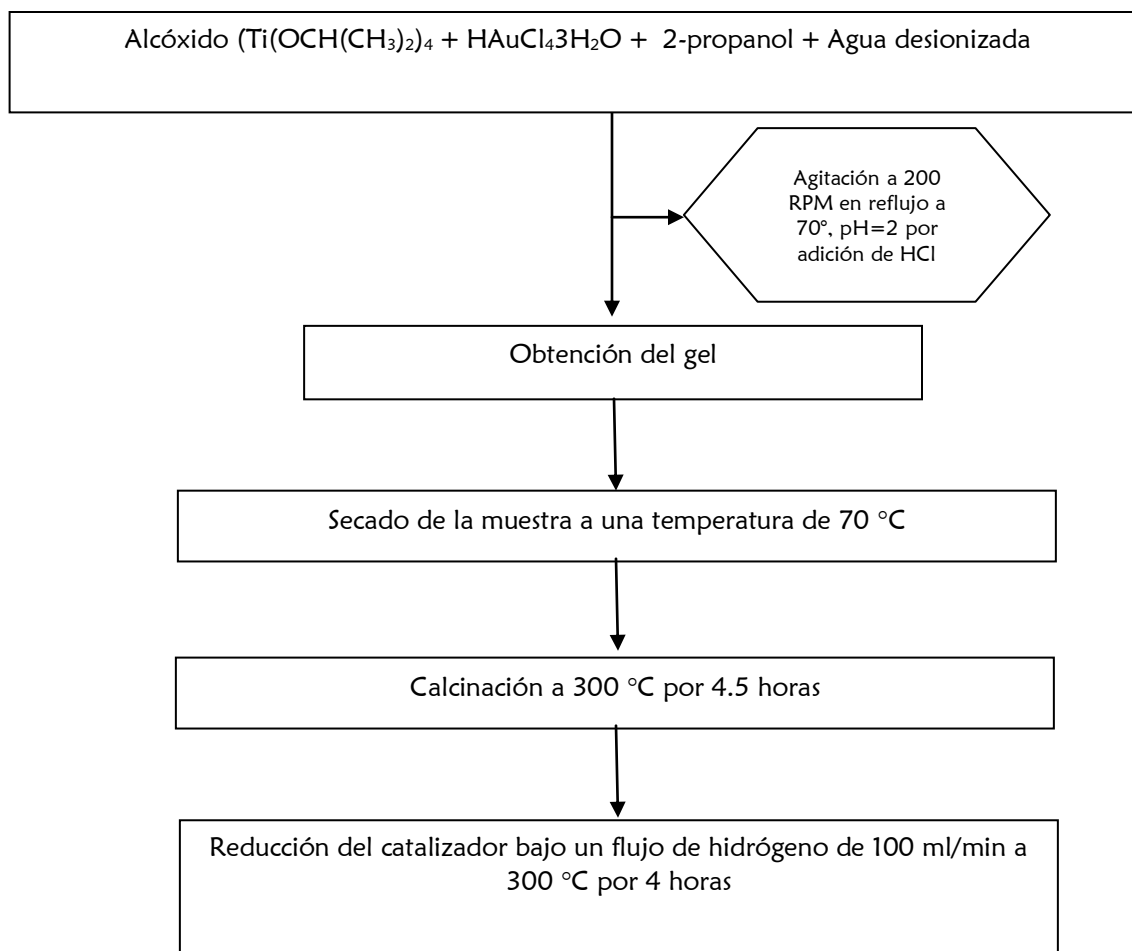 Alcóxido (Ti(OCH(CH₃)₂)₄ + HAuCl₄3H₂O + 2-propanol + Agua desionizada
Agitación a 200
RPM en reflujo a
70°, pH=2 por
adición de HCl
Obtención del gel
Secado de la muestra a una temperatura de 70 °C
Calcinación a 300 °C por 4.5 horas
Reducción del catalizador bajo un flujo de hidrógeno de 100 ml/min a
300 °C por 4 horas